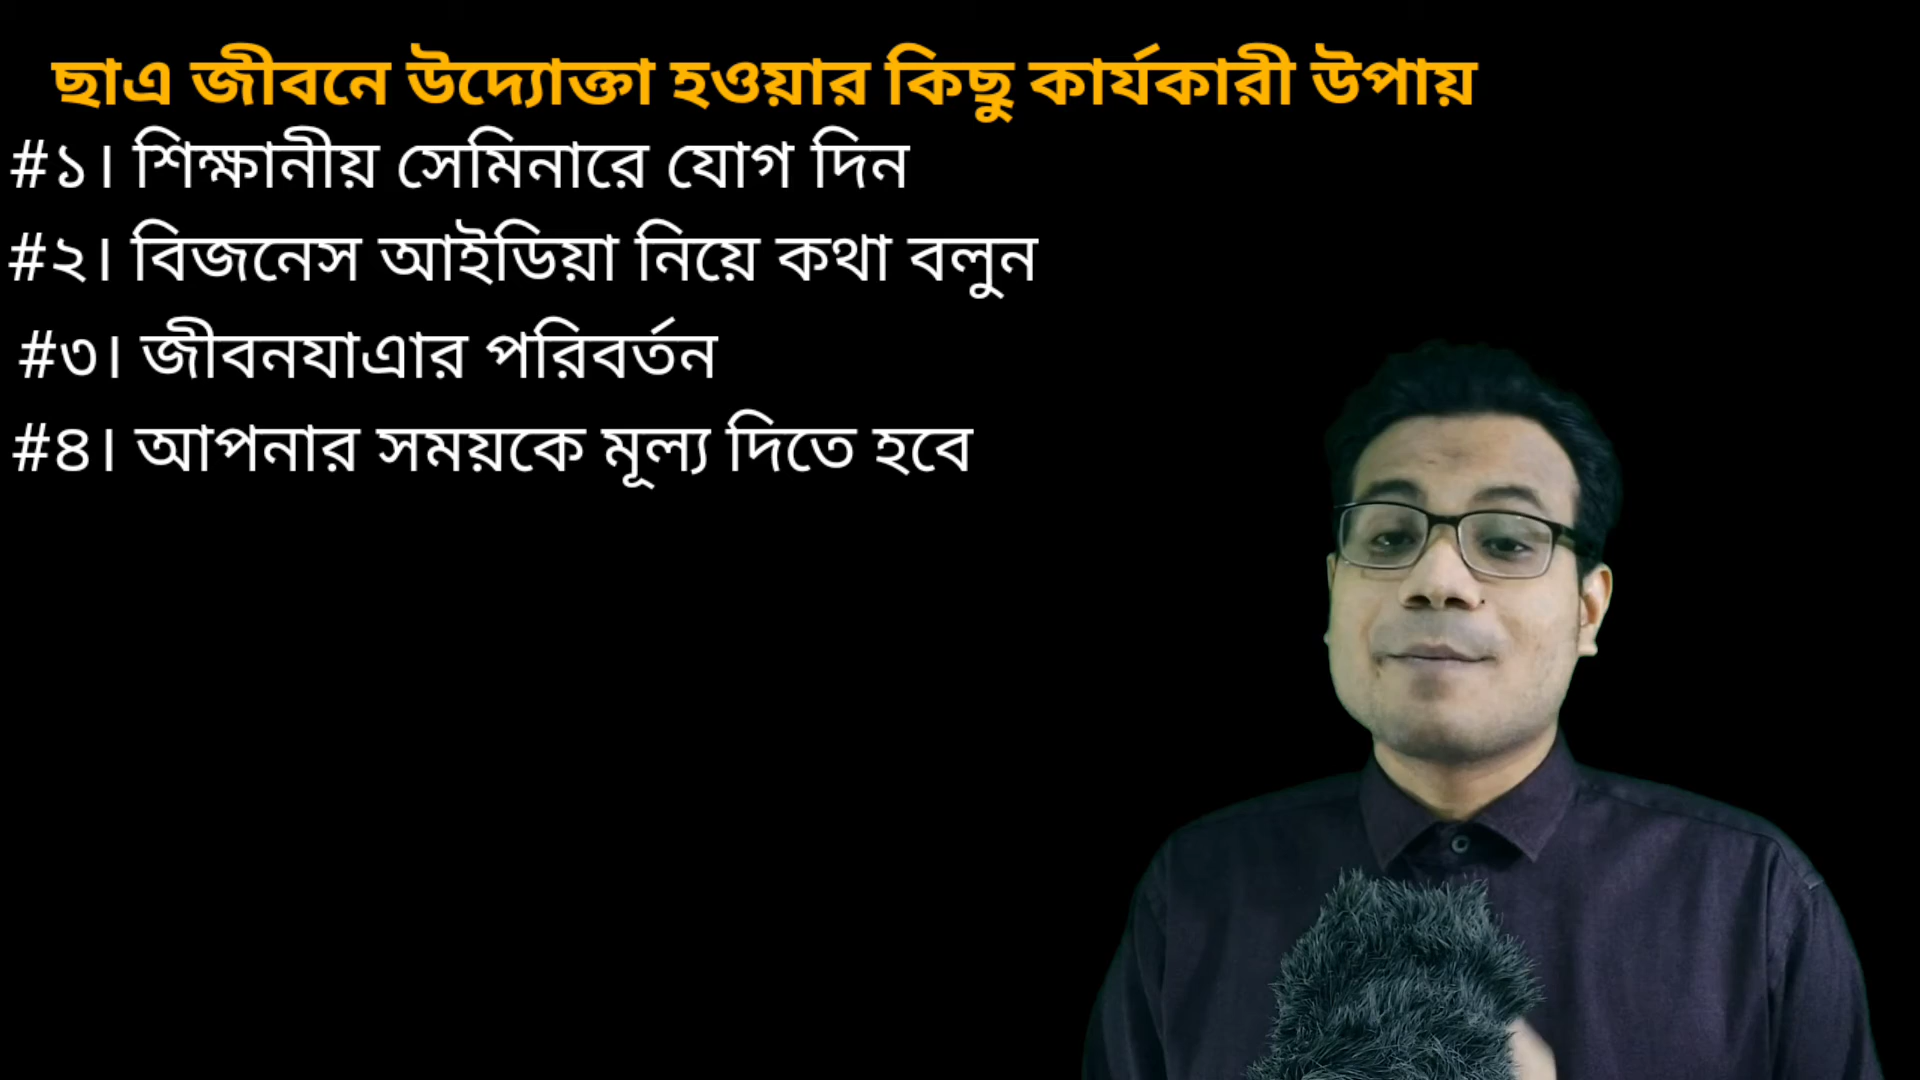 ছাএ জীবনে উদ্যোক্তা হওয়ার কিছু কার্যকারী উপায়
#১। শিক্ষানীয় সেমিনারে যোগ দিন
#২। বিজনেস আইডিয়া নিয়ে কথা বলুন
#৩। জীবনযাএার পরিবর্তন
#৪। আপনার সময়কে মূল্য দিতে হবে